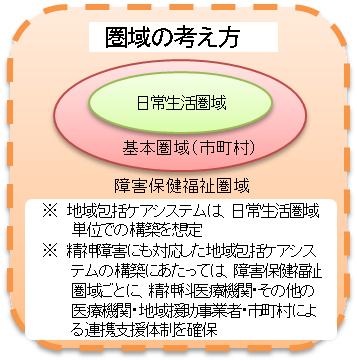 圏域の考え方
日常生活圏域
基本圏域（市町村）
障害保健福祉圏域
※ 地域包括ケアシステムは、日常生活圏域
単位での構築を想定
※ 精神障害にも対応した地域包括ケアシス
テムの構築にあたっては、障害保健福祉
圏域ごとに、精神科医療機関・その他の
医療機関・地域援助事業者・市町村によ
る連携支援体制を確保